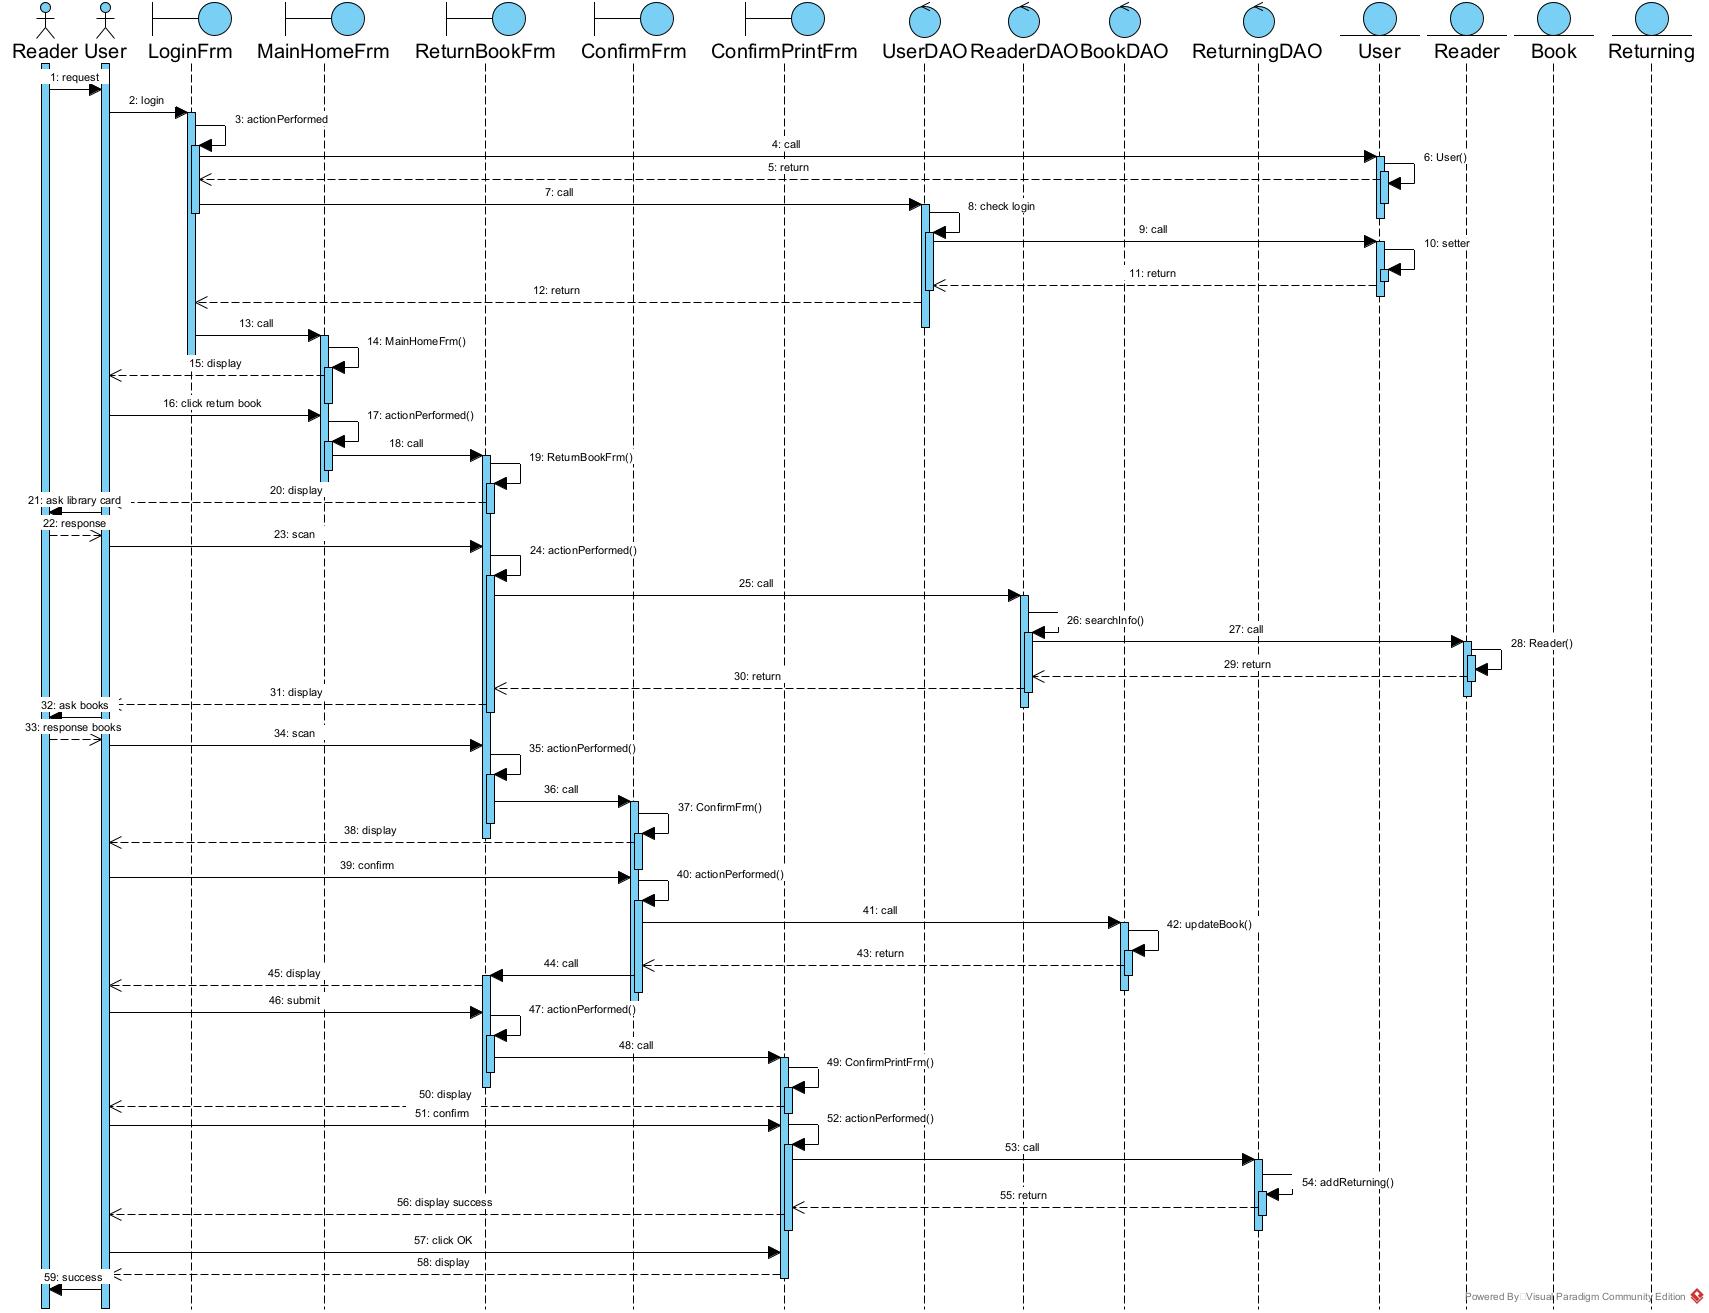 Reader User LoginFrm MainHomeFrm ReturnBookFrm ConfirmFrm ConfirmPrintFrm UserDAO ReaderDAO BookDAO ReturningDAO User Reader Book Returning
1: request
2: login
3: actionPerformed
4: call
6: User()
5: return
7: call
8: check login
9: call
10: setter
11: return
12: return
13: call
14: MainHomeFrm()
15: display
16: click return book
17: actionPerformed()
18: call
19: ReturnBookFrm()
20: display
21: ask library card
22: response
23: scan
24: actionPerformed()
25: call
26: searchInfo()
27: call
28: Reader()
29: return
30: return
31: display
32: ask books
33: response books
34: scan
35: actionPerformed()
36: call
37: ConfirmFrm()
38: display
39: confirm
40: actionPerformed()
41: call
42: updateBook()
43: return
44: call
45: display
46: submit
47: actionPerformed()
48: call
49: ConfirmPrintFrm()
50: display
51: confirm
52: actionPerformed()
53: call
54: addReturning()
55: return
56: display success
57: click OK
58: display
59: success
Powered By Visual Paradigm Community Edition